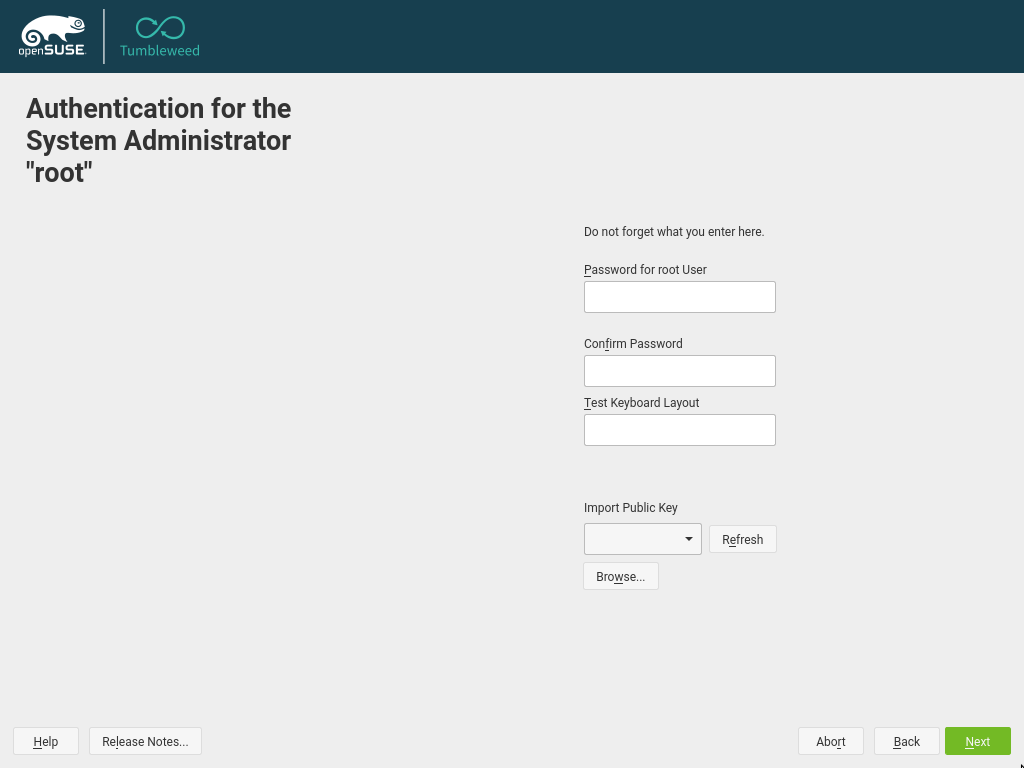 openSUSE
Tumbleweed
Authentication for the
System Administrator
"root"
Do not forget what you enter here.
Password for root User
Confirm Password
Test Keyboard Layout
Import Public Key
Refresh
Browse...
Help
Release Notes...
Abort
Back
Next